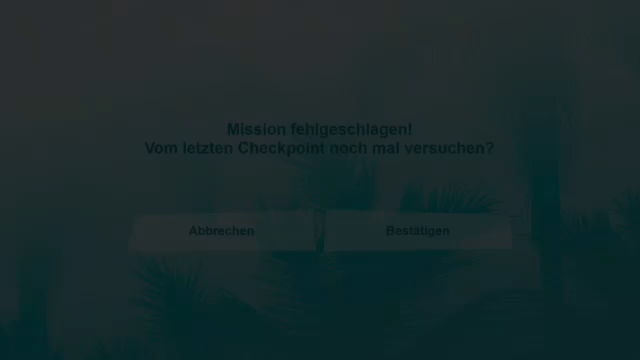 Mission fehlgeschlagen!
Vom letzten Checkpoint noch mal versuchen?
Abbrechen
Bestätigen